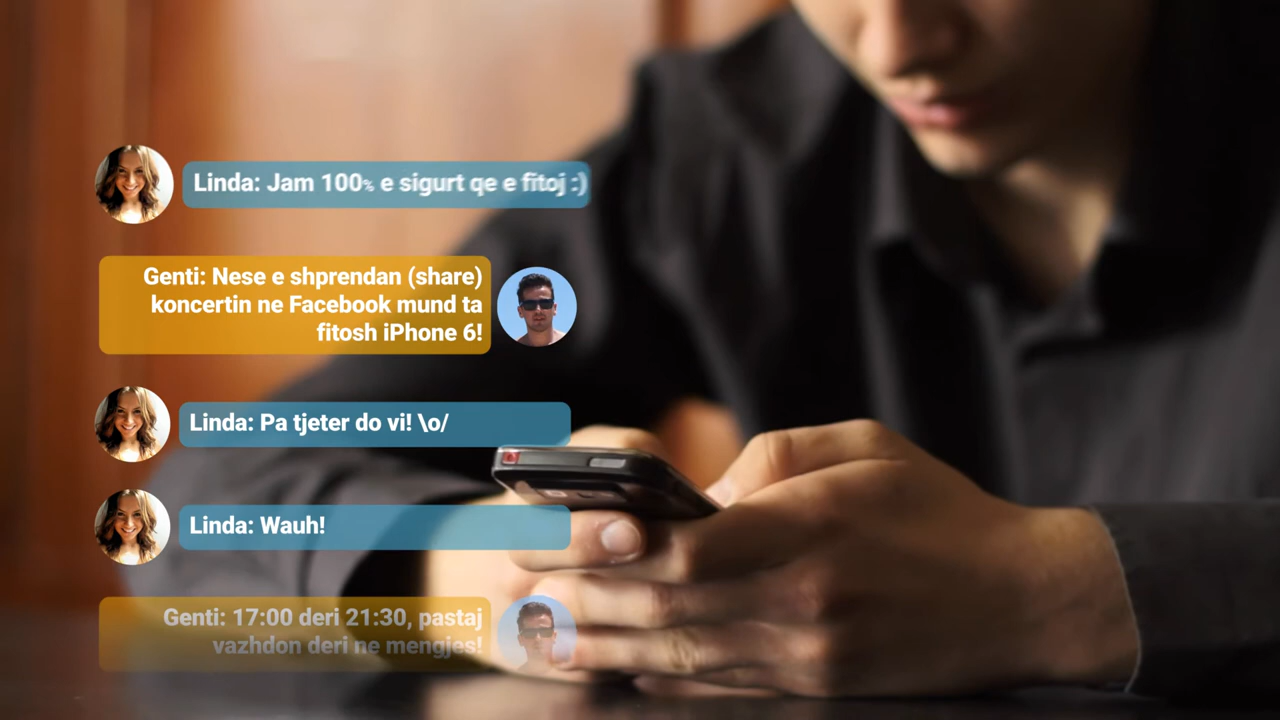 Linda: Jam 100% e sigurt qe e fitoj :)
Genti: Nese e shprendan (share)
koncertin ne Facebook mund ta
fitosh iPhone 6!
Linda: Pa tjeter do vi! \o/
Linda: Wauh!
Genti: 17:00 deri 21:30, pastaj
vazhdon deri ne mengjes!